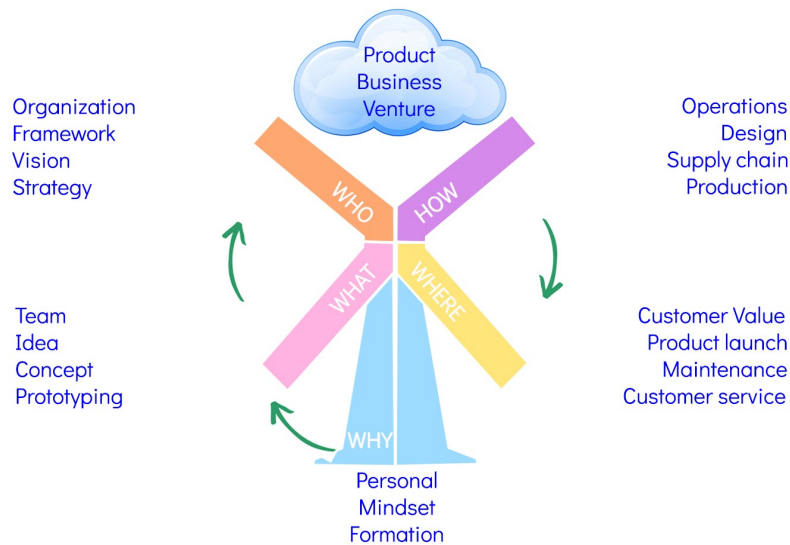 Product
Business
Venture
Organization
Framework
Vision
Strategy
Operations
Design
Supply chain
Production
WHO
HOW
WHAT
WHERE
Team
Idea
Concept
Prototyping
Customer Value
Product launch
Maintenance
Customer service
WHY
Personal
Mindset
Formation